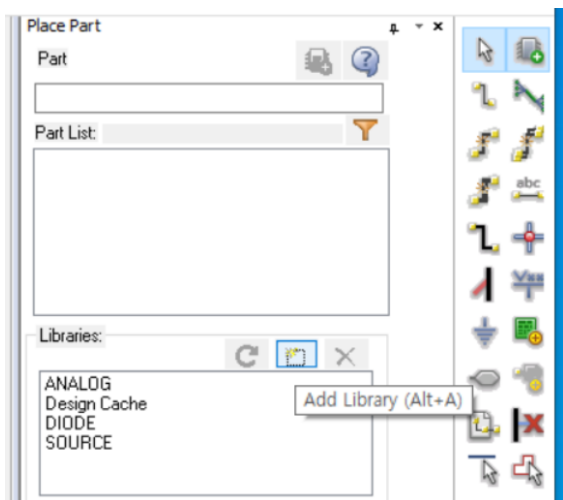 Place Part
Part
Part List:
abc
Libraries:
ANALOG
Design Cache
DIODE
SOURCE
Add Library (Alt+A)